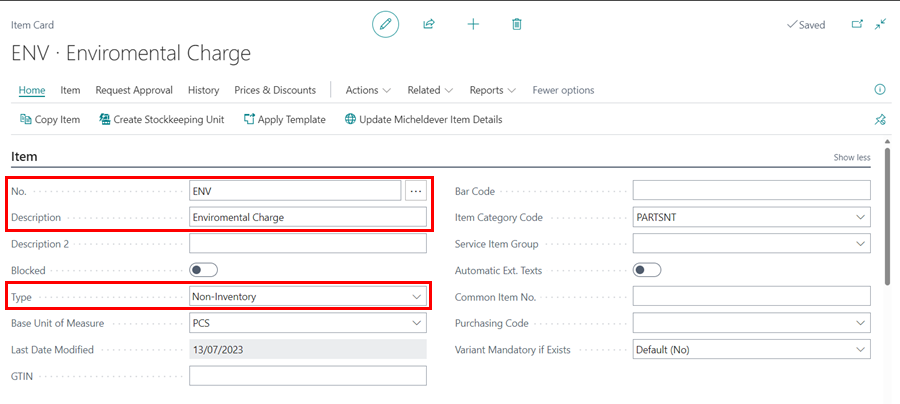 Item Card
Saved
ENV · Enviromental Charge
Home Item Request Approval History Prices & Discounts Actions Related Reports Fewer options
Copy Item Create Stockkeeping Unit Apply Template Update Micheldever Item Details
Item
Show less
No. ENV ...
Description Enviromental Charge
Description 2
Blocked
Type Non-Inventory
Base Unit of Measure PCS
Last Date Modified 13/07/2023
GTIN
Bar Code
Item Category Code PARTSNT
Service Item Group
Automatic Ext. Texts
Common Item No.
Purchasing Code
Variant Mandatory if Exists Default (No)